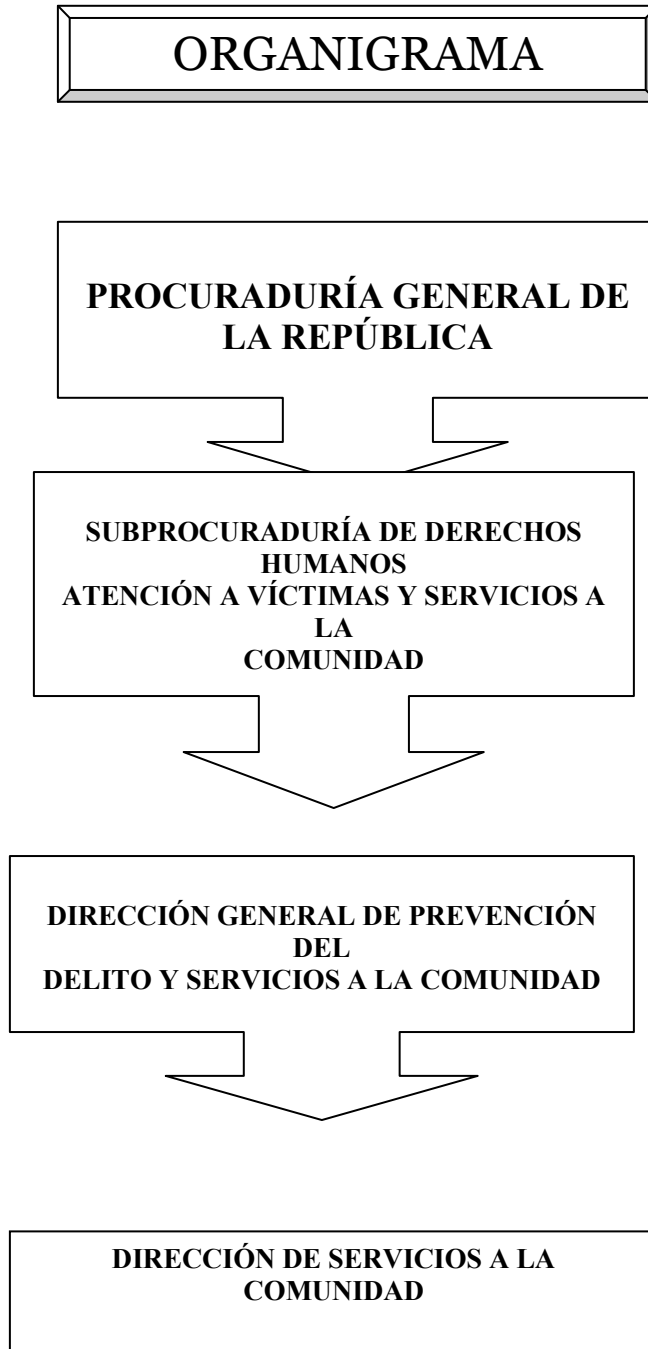 ORGANIGRAMA
PROCURADURÍA GENERAL DE
LA REPÚBLICA
SUBPROCURADURÍA DE DERECHOS
HUMANOS
ATENCIÓN A VÍCTIMAS Y SERVICIOS A
LA
COMUNIDAD
DIRECCIÓN GENERAL DE PREVENCIÓN
DEL
DELITO Y SERVICIOS A LA COMUNIDAD
DIRECCIÓN DE SERVICIOS A LA
COMUNIDAD